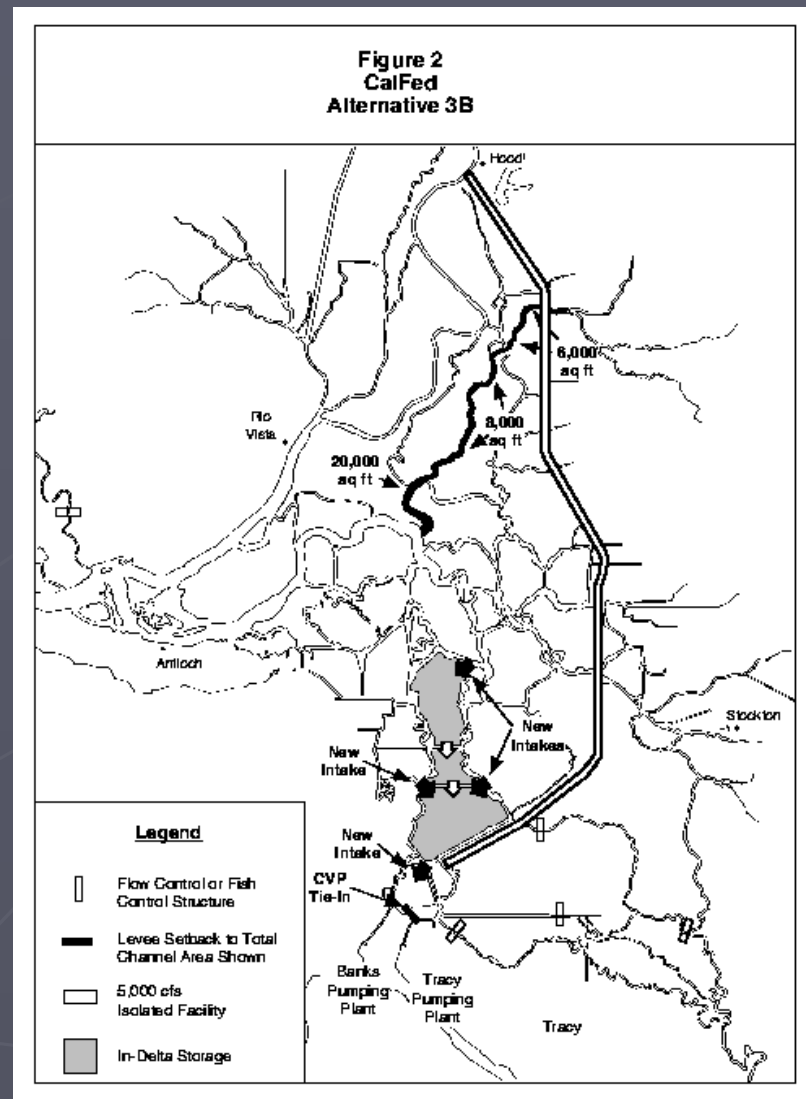 Figure 2
CalFed
Alternative 3B
Hood
6,000
sq ft
8,000
sq ft
Rio
Vista
20,000
sq ft
Antioch
Stockton
New
Intakes
New
Intake
New
Intake
CVP
Tie-In
Banks
Pumping
Plant
Tracy
Pumping
Plant
Tracy
Legend
Flow Control or Fish
Control Structure
Levee Setback to Total
Channel Area Shown
5,000 cfs
Isolated Facility
In-Delta Storage